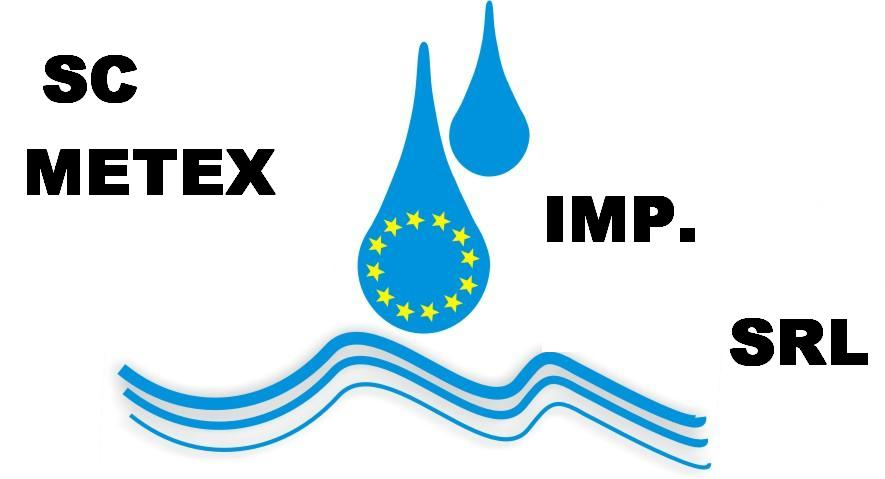 SC
METEX
IMP.
SRL